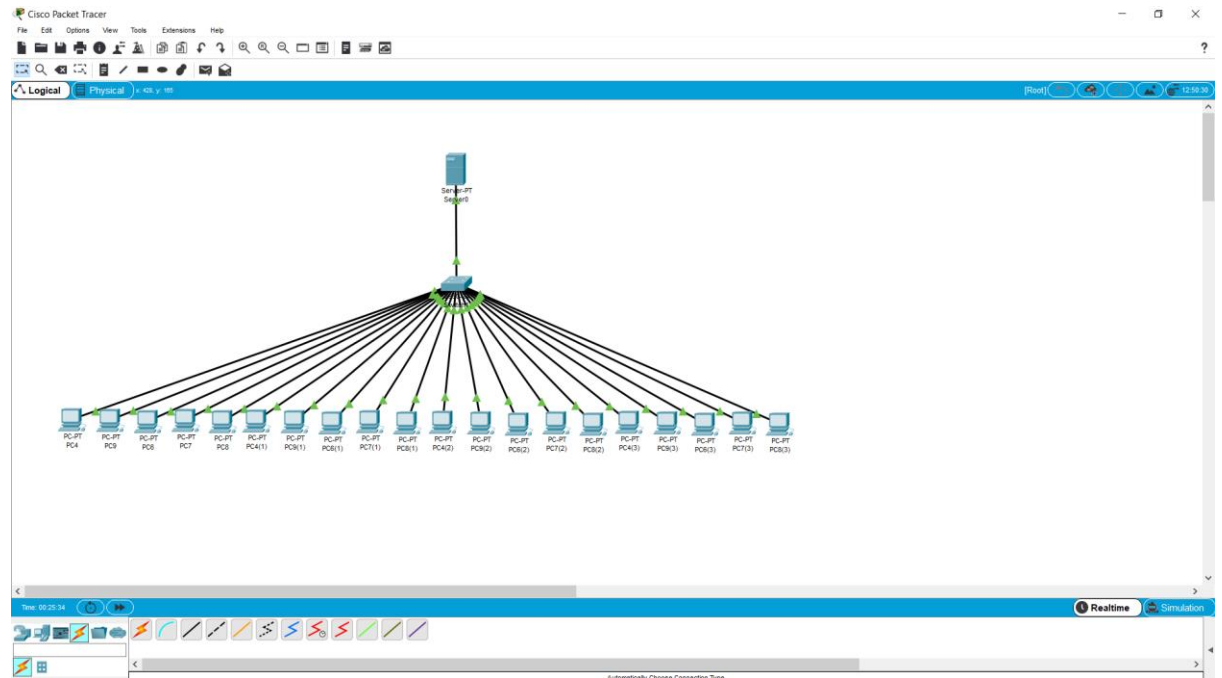 Cisco Packet Tracer
File Edit Options View Tools Extensions Help
?
Logical Physical x: 428, y: 165 [Root] 12:50:30
Server-PT
Server0
PC-PT PC-PT PC-PT PC-PT PC-PT PC-PT PC-PT PC-PT PC-PT PC-PT PC-PT PC-PT PC-PT PC-PT PC-PT PC-PT PC-PT PC-PT PC-PT PC-PT
PC4 PC9 PC6 PC7 PC8 PC4(1) PC9(1) PC6(1) PC7(1) PC8(1) PC4(2) PC9(2) PC6(2) PC7(2) PC8(2) PC4(3) PC9(3) PC6(3) PC7(3) PC8(3)
Time: 00:25:34 Realtime Simulation
Automatically Choose Connection Type